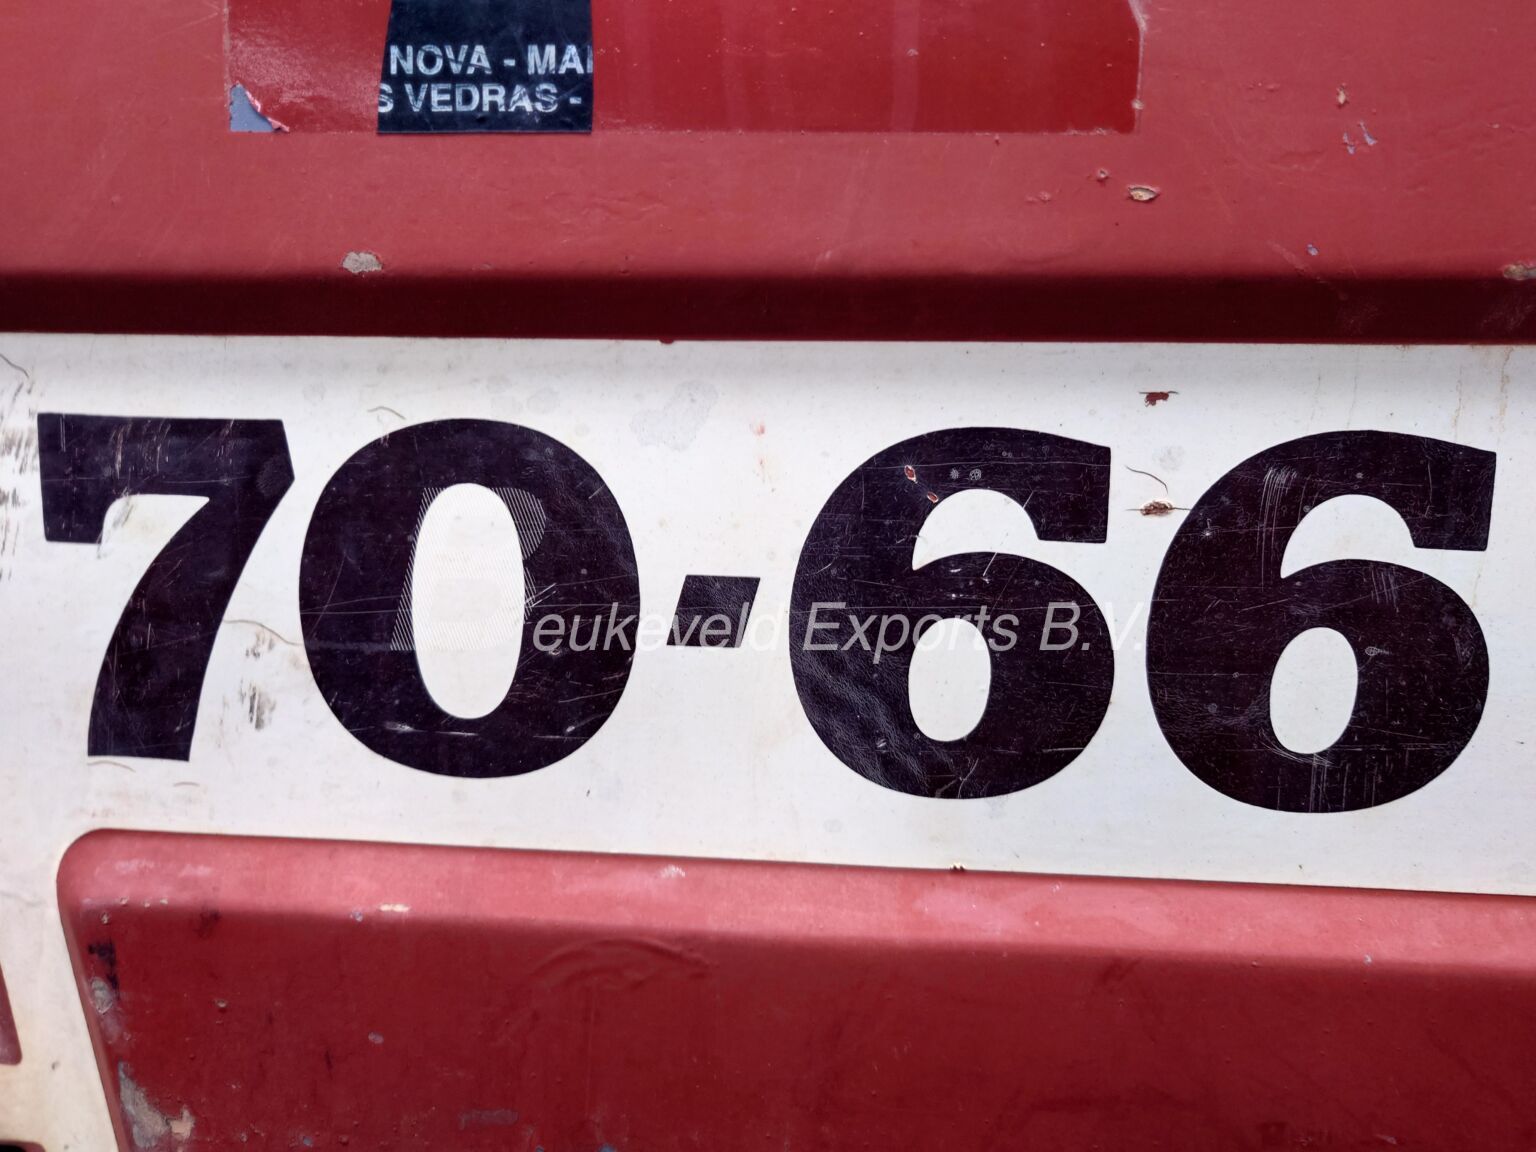 NOVA - MA
S VEDRAS -
70-66
eukeveld Exports B.V.